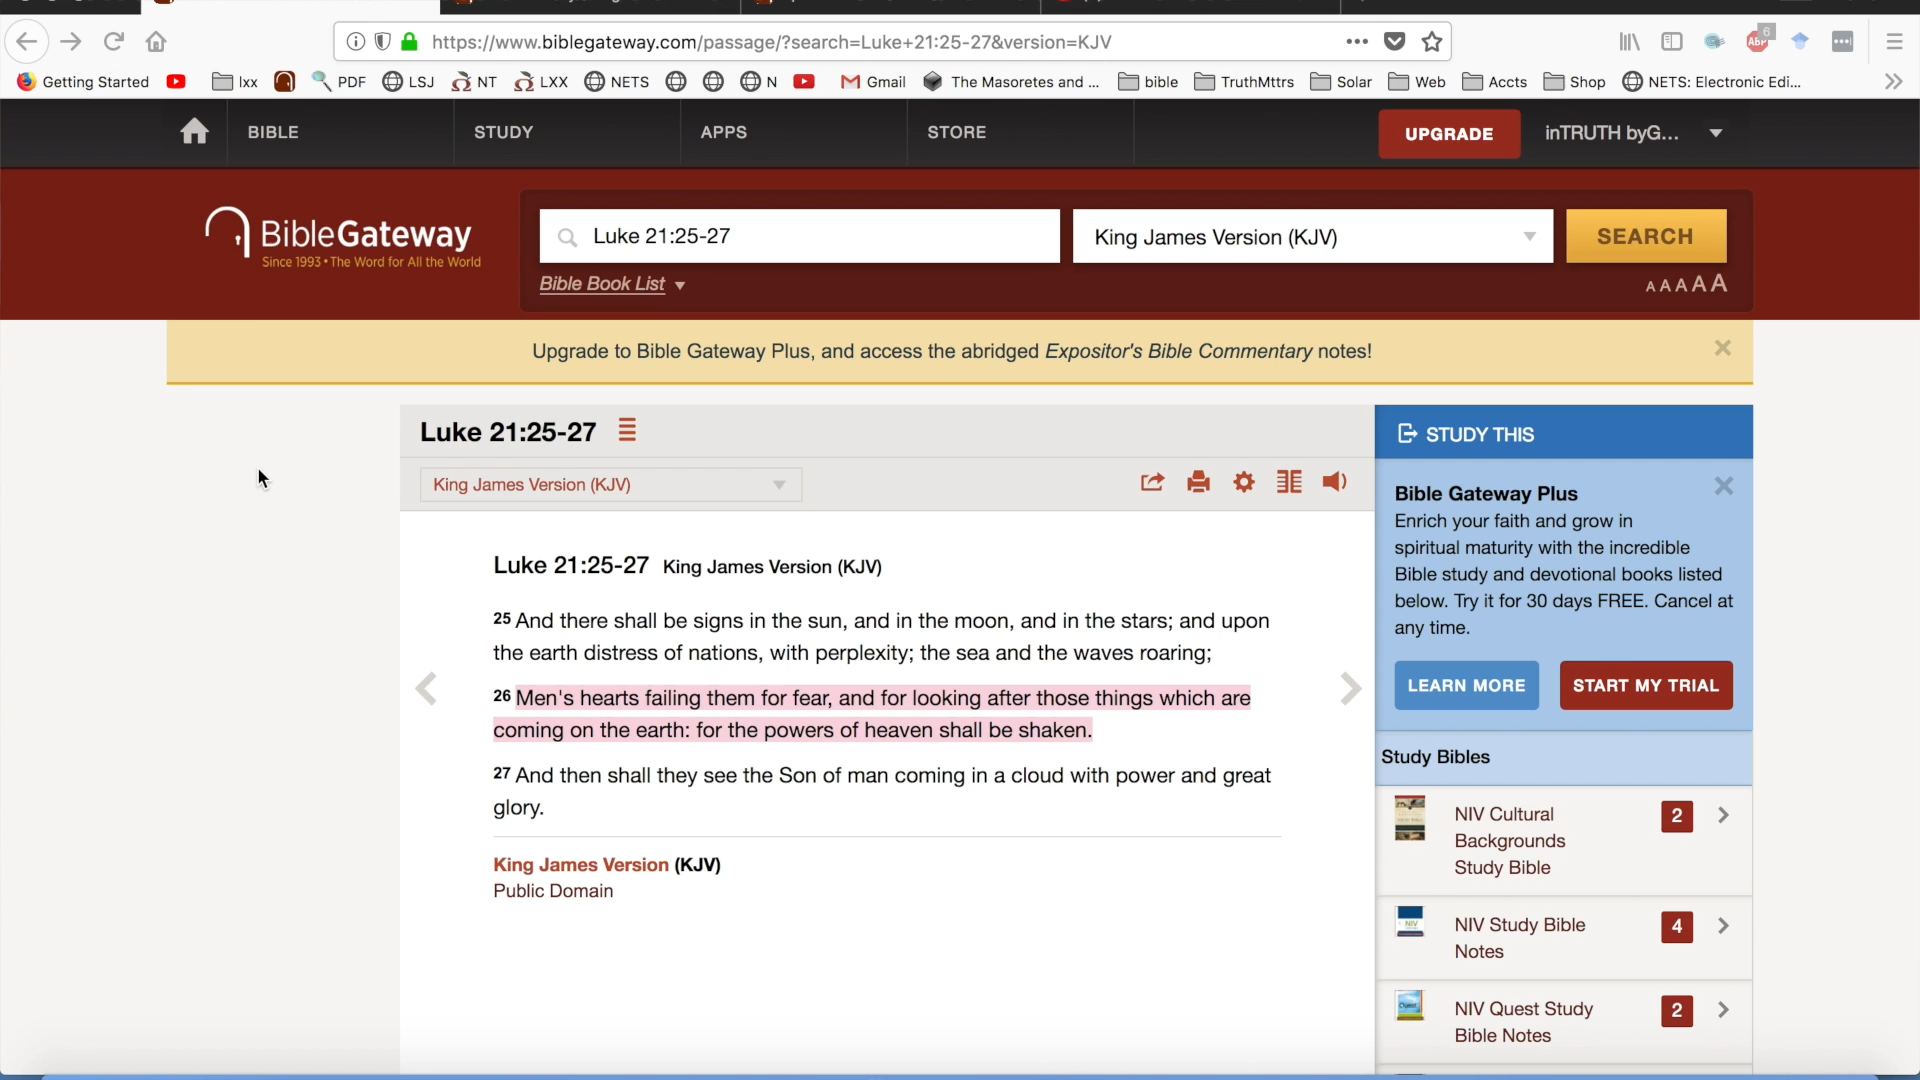 https://www.biblegateway.com/passage/?search=Luke+21:25-27&version=KJV
6
ABP
Getting Started
lxx
PDF
LSJ
NT
LXX
NETS
N
Gmail
The Masoretes and ...
bible
TruthMttrs
Solar
Web
Accts
Shop
NETS: Electronic Edi...
BIBLE
STUDY
APPS
STORE
UPGRADE
inTRUTH byG...
BibleGateway
Since 1993 • The Word for All the World
Luke 21:25-27
King James Version (KJV)
SEARCH
Bible Book List
A A A A A
Upgrade to Bible Gateway Plus, and access the abridged Expositor's Bible Commentary notes!
Luke 21:25-27
King James Version (KJV)
Luke 21:25-27 King James Version (KJV)
25 And there shall be signs in the sun, and in the moon, and in the stars; and upon
the earth distress of nations, with perplexity; the sea and the waves roaring;
26 Men's hearts failing them for fear, and for looking after those things which are
coming on the earth: for the powers of heaven shall be shaken.
27 And then shall they see the Son of man coming in a cloud with power and great
glory.
King James Version (KJV)
Public Domain
STUDY THIS
Bible Gateway Plus
Enrich your faith and grow in
spiritual maturity with the incredible
Bible study and devotional books listed
below. Try it for 30 days FREE. Cancel at
any time.
LEARN MORE
START MY TRIAL
Study Bibles
NIV Cultural
Backgrounds
Study Bible
2
NIV
NIV Study Bible
Notes
4
Quest
NIV Quest Study
Bible Notes
2